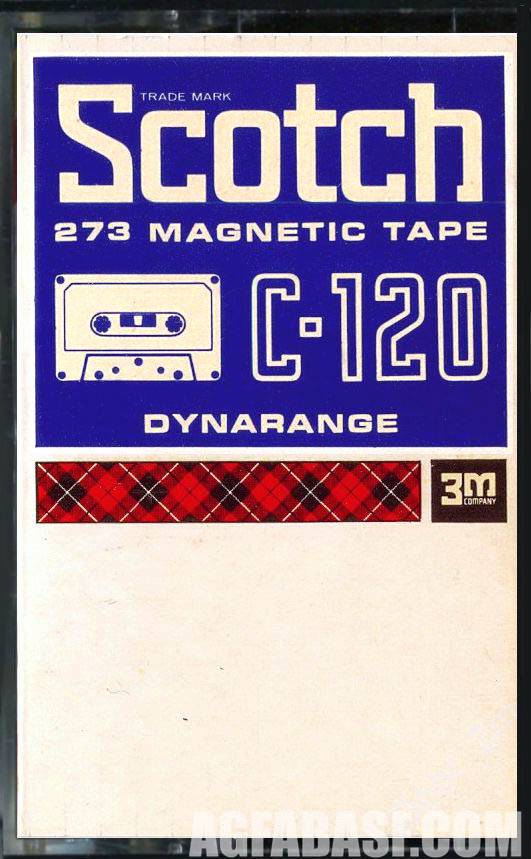 Scotch
TRADE MARK
273 MAGNETIC TAPE
C-120
DYNARANGE
3M
COMPANY
AGFABASF.COM